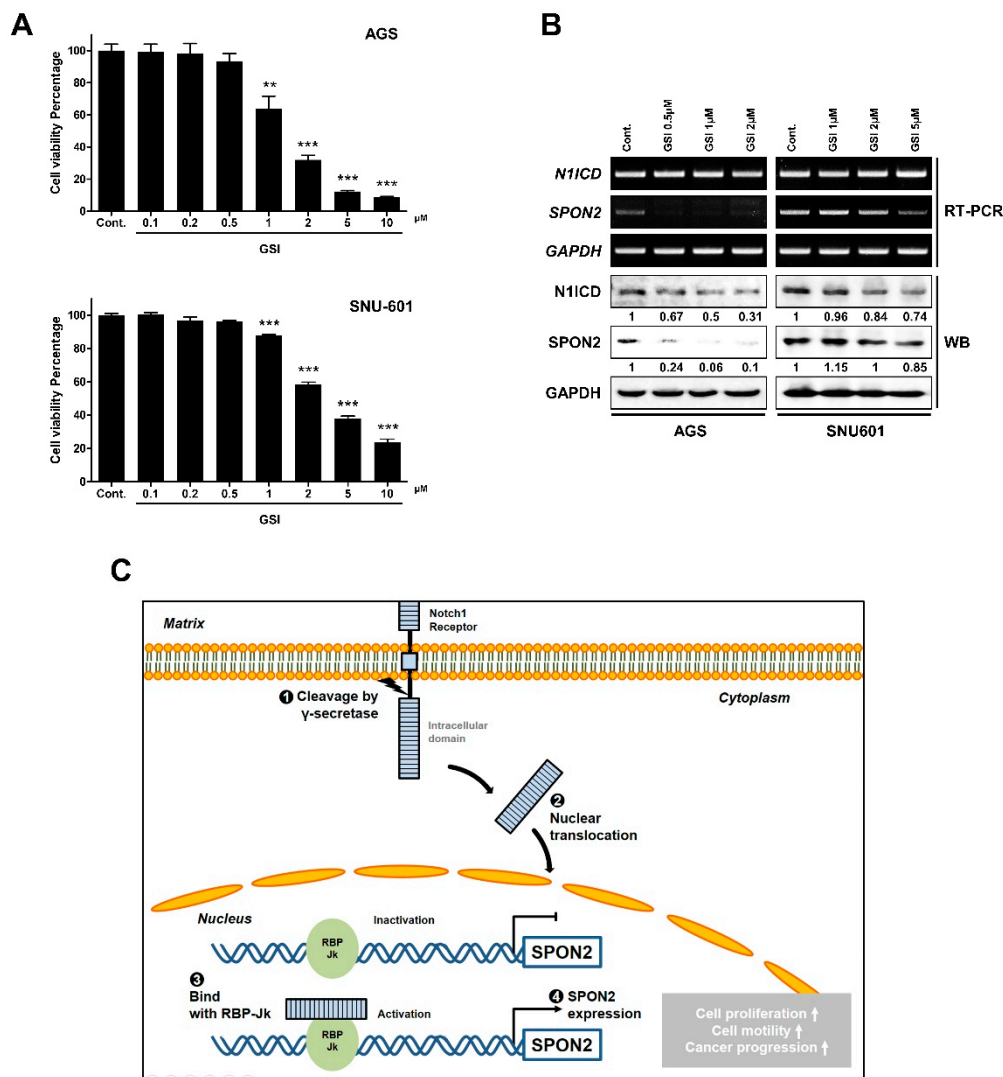 A
AGS
Cell viability Percentage
100
80
60
40
20
0
** *** *** ***
Cont. 0.1 0.2 0.5 1 2 5 10 µM
GSI
SNU-601
Cell viability Percentage
100
80
60
40
20
0
*** *** *** ***
Cont. 0.1 0.2 0.5 1 2 5 10 µM
GSI
B
Cont. GSI 0.5µM GSI 1µM GSI 2µM Cont. GSI 1µM GSI 2µM GSI 5µM
N1ICD
SPON2
GAPDH
RT-PCR
N1ICD
1 0.67 0.5 0.31 1 0.96 0.84 0.74
SPON2
1 0.24 0.06 0.1 1 1.15 1 0.85
GAPDH
WB
AGS SNU601
C
Matrix
Notch1
Receptor
Cytoplasm
1 Cleavage by
γ-secretase
Intracellular
domain
2
Nuclear
translocation
Nucleus
Inactivation
RBP
Jk
SPON2
3
Bind
with RBP-Jk
Activation
RBP
Jk
4 SPON2
expression
SPON2
Cell proliferation ↑
Cell motility ↑
Cancer progression ↑